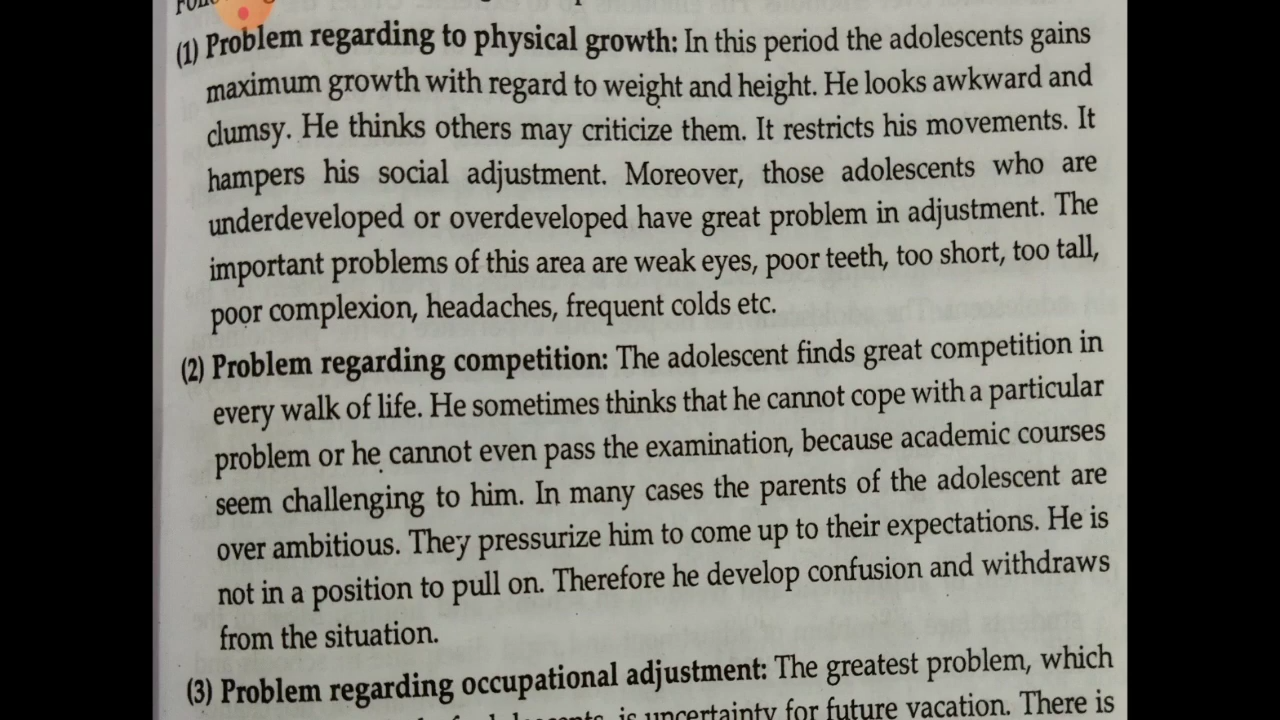 (1) Problem regarding to physical growth: In this period the adolescents gains
maximum growth with regard to weight and height. He looks awkward and
clumsy. He thinks others may criticize them. It restricts his movements. It
hampers his social adjustment. Moreover, those adolescents who are
underdeveloped or overdeveloped have great problem in adjustment. The
important problems of this area are weak eyes, poor teeth, too short, too tall,
poor complexion, headaches, frequent colds etc.
(2) Problem regarding competition: The adolescent finds great competition in
every walk of life. He sometimes thinks that he cannot cope with a particular
problem or he cannot even pass the examination, because academic courses
seem challenging to him. In many cases the parents of the adolescent are
over ambitious. They pressurize him to come up to their expectations. He is
not in a position to pull on. Therefore he develop confusion and withdraws
from the situation.
(3) Problem regarding occupational adjustment: The greatest problem, which
is uncertainty for future vacation. There is